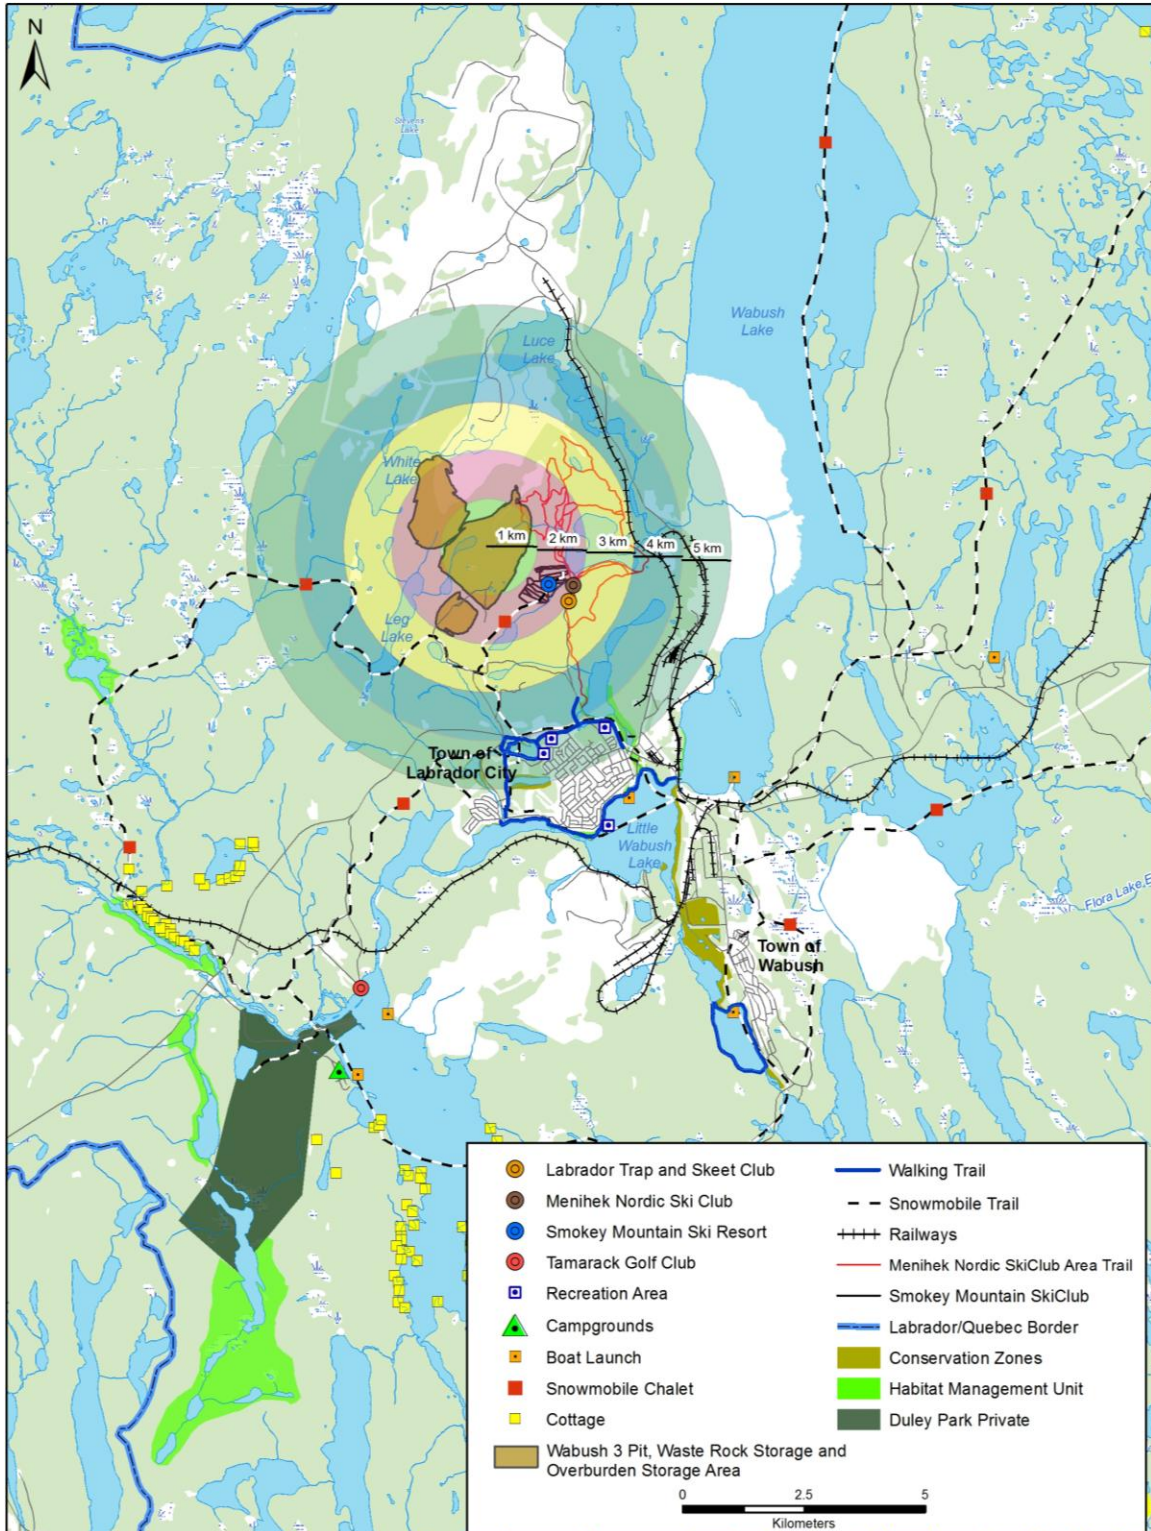 N
Stevens
Lake
Wabush
Lake
Luce
Lake
White
Lake
1 km
2 km
3 km
4 km
5 km
Leg
Lake
Town of
Labrador City
Little
Wabush
Lake
Flora Lake E
Town of
Wabush
Labrador Trap and Skeet Club
Menihek Nordic Ski Club
Smokey Mountain Ski Resort
Tamarack Golf Club
Recreation Area
Campgrounds
Boat Launch
Snowmobile Chalet
Cottage
Wabush 3 Pit, Waste Rock Storage and
Overburden Storage Area
Walking Trail
Snowmobile Trail
Railways
Menihek Nordic SkiClub Area Trail
Smokey Mountain SkiClub
Labrador/Quebec Border
Conservation Zones
Habitat Management Unit
Duley Park Private
0 2.5 5
Kilometers